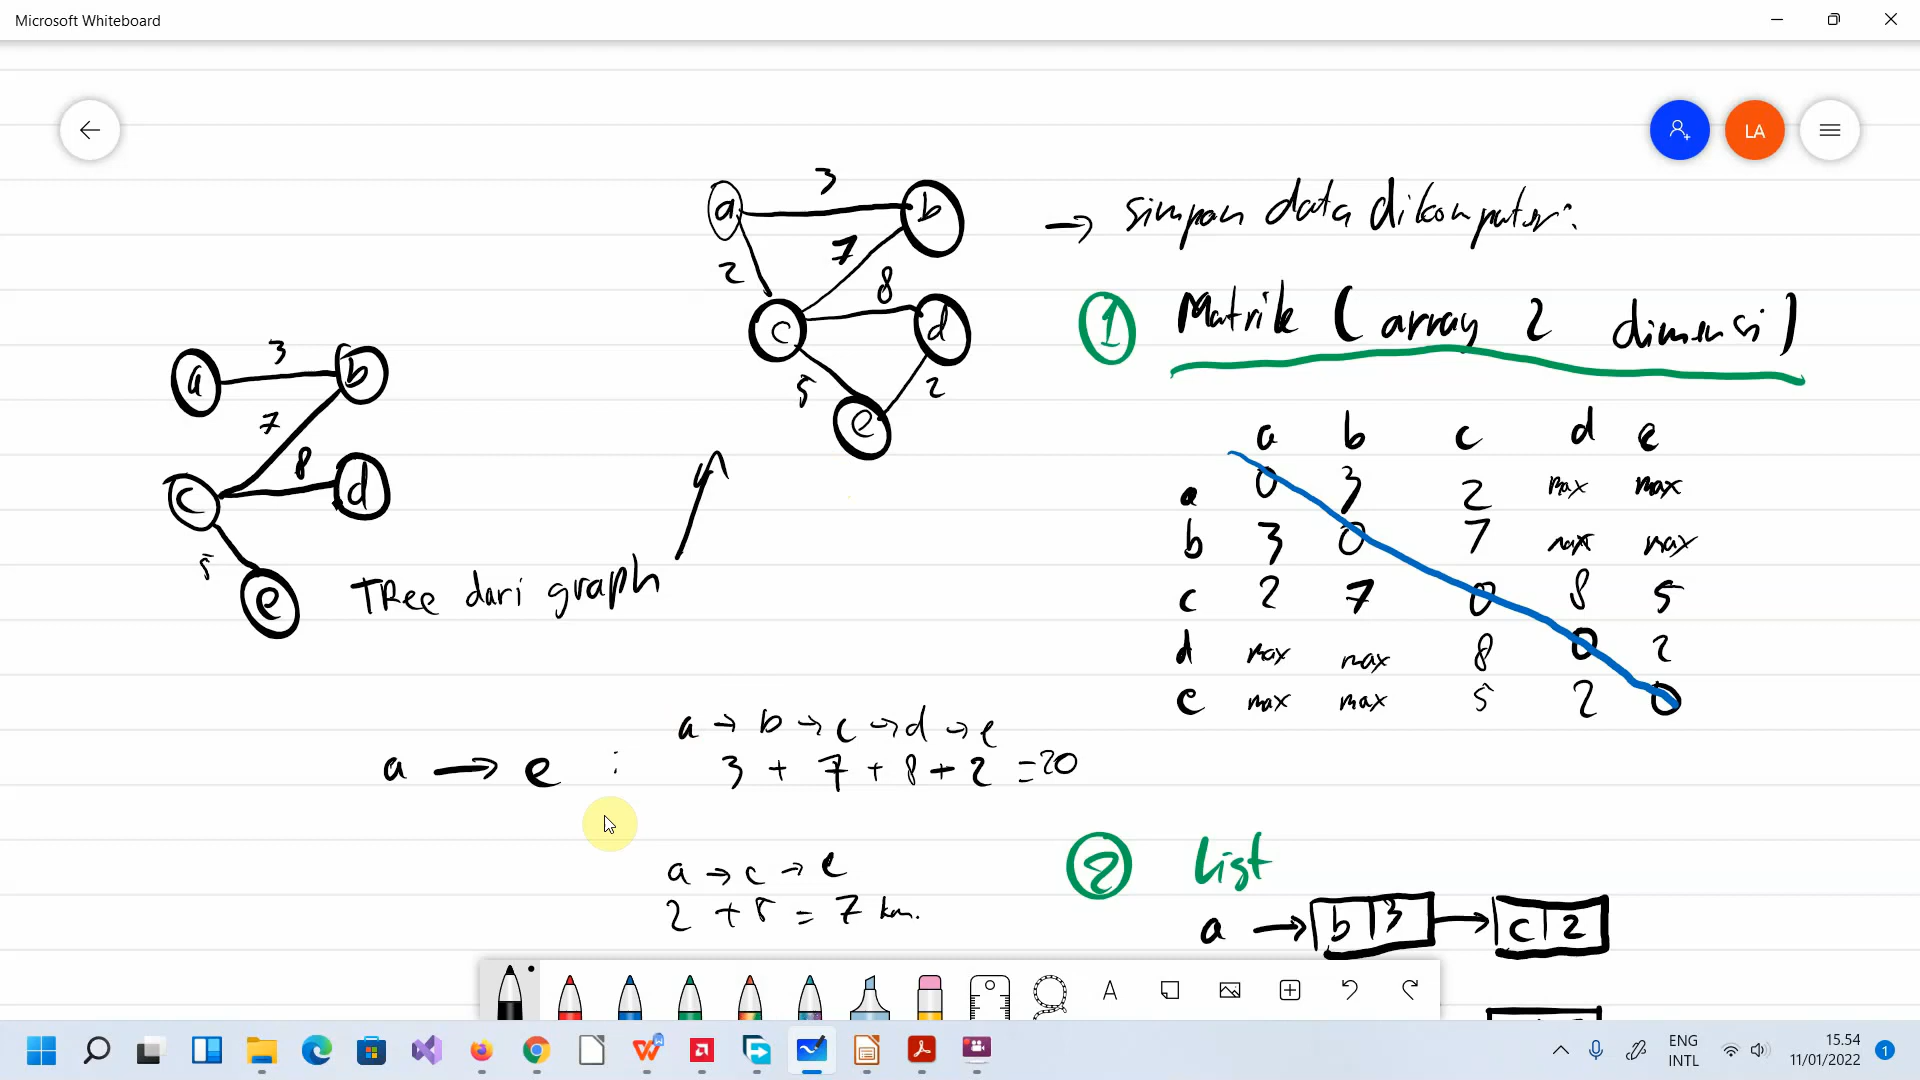 Microsoft Whiteboard
LA
a 3 b
2 7 8
c d
5 2
e
a 3 b
7
c 8 d
5
e
Tree dari graph
→ simpan data dikomputer:
1 Matrik (array 2 dimensi)
a b c d e
a 0 3 2 max max
b 3 0 7 max max
c 2 7 0 8 5
d max max 8 0 2
e max max 5 2 0
a → e : a → b → c → d → e
3 + 7 + 8 + 2 = 20
a → c → e
2 + 5 = 7 km.
2 List
a → b 3 → c 2
A
ENG
INTL
15.54
11/01/2022
1